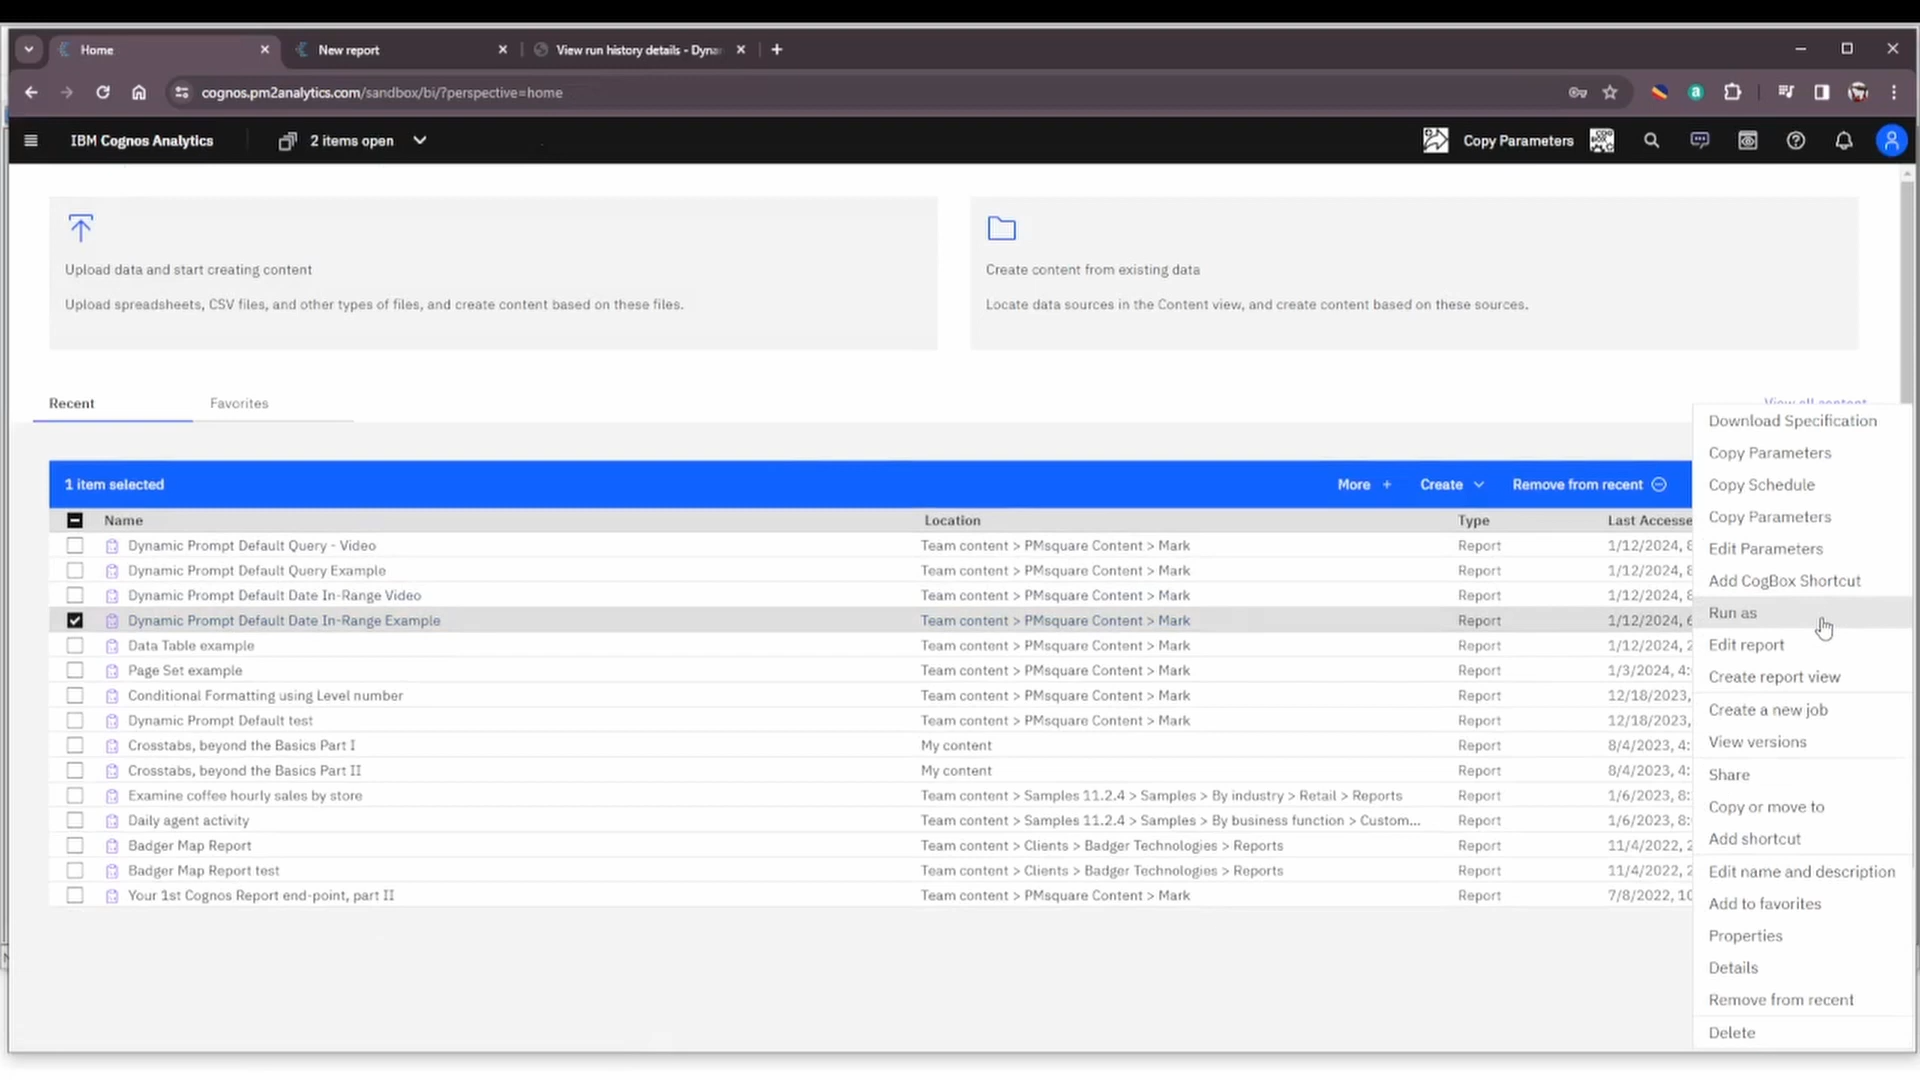 Home
New report
View run history details - Dyna
cognos.pm2analytics.com/sandbox/bi/?perspective=home
IBM Cognos Analytics
2 items open
Copy Parameters
Upload data and start creating content
Upload spreadsheets, CSV files, and other types of files, and create content based on these files.
Create content from existing data
Locate data sources in the Content view, and create content based on these sources.
Recent
Favorites
View all content
1 item selected
More
Create
Remove from recent
Name Location Type Last Accesse
Dynamic Prompt Default Query - Video Team content > PMsquare Content > Mark Report 1/12/2024, 8
Dynamic Prompt Default Query Example Team content > PMsquare Content > Mark Report 1/12/2024, 8
Dynamic Prompt Default Date In-Range Video Team content > PMsquare Content > Mark Report 1/12/2024, 8
Dynamic Prompt Default Date In-Range Example Team content > PMsquare Content > Mark Report 1/12/2024, 6
Data Table example Team content > PMsquare Content > Mark Report 1/12/2024, 2
Page Set example Team content > PMsquare Content > Mark Report 1/3/2024, 4:
Conditional Formatting using Level number Team content > PMsquare Content > Mark Report 12/18/2023,
Dynamic Prompt Default test Team content > PMsquare Content > Mark Report 12/18/2023,
Crosstabs, beyond the Basics Part I My content Report 8/4/2023, 4:
Crosstabs, beyond the Basics Part II My content Report 8/4/2023, 4:
Examine coffee hourly sales by store Team content > Samples 11.2.4 > Samples > By industry > Retail > Reports Report 1/6/2023, 8:
Daily agent activity Team content > Samples 11.2.4 > Samples > By business function > Custom... Report 1/6/2023, 8:
Badger Map Report Team content > Clients > Badger Technologies > Reports Report 11/4/2022, 2
Badger Map Report test Team content > Clients > Badger Technologies > Reports Report 11/4/2022, 2
Your 1st Cognos Report end-point, part II Team content > PMsquare Content > Mark Report 7/8/2022, 10
Download Specification
Copy Parameters
Copy Schedule
Copy Parameters
Edit Parameters
Add CogBox Shortcut
Run as
Edit report
Create report view
Create a new job
View versions
Share
Copy or move to
Add shortcut
Edit name and description
Add to favorites
Properties
Details
Remove from recent
Delete